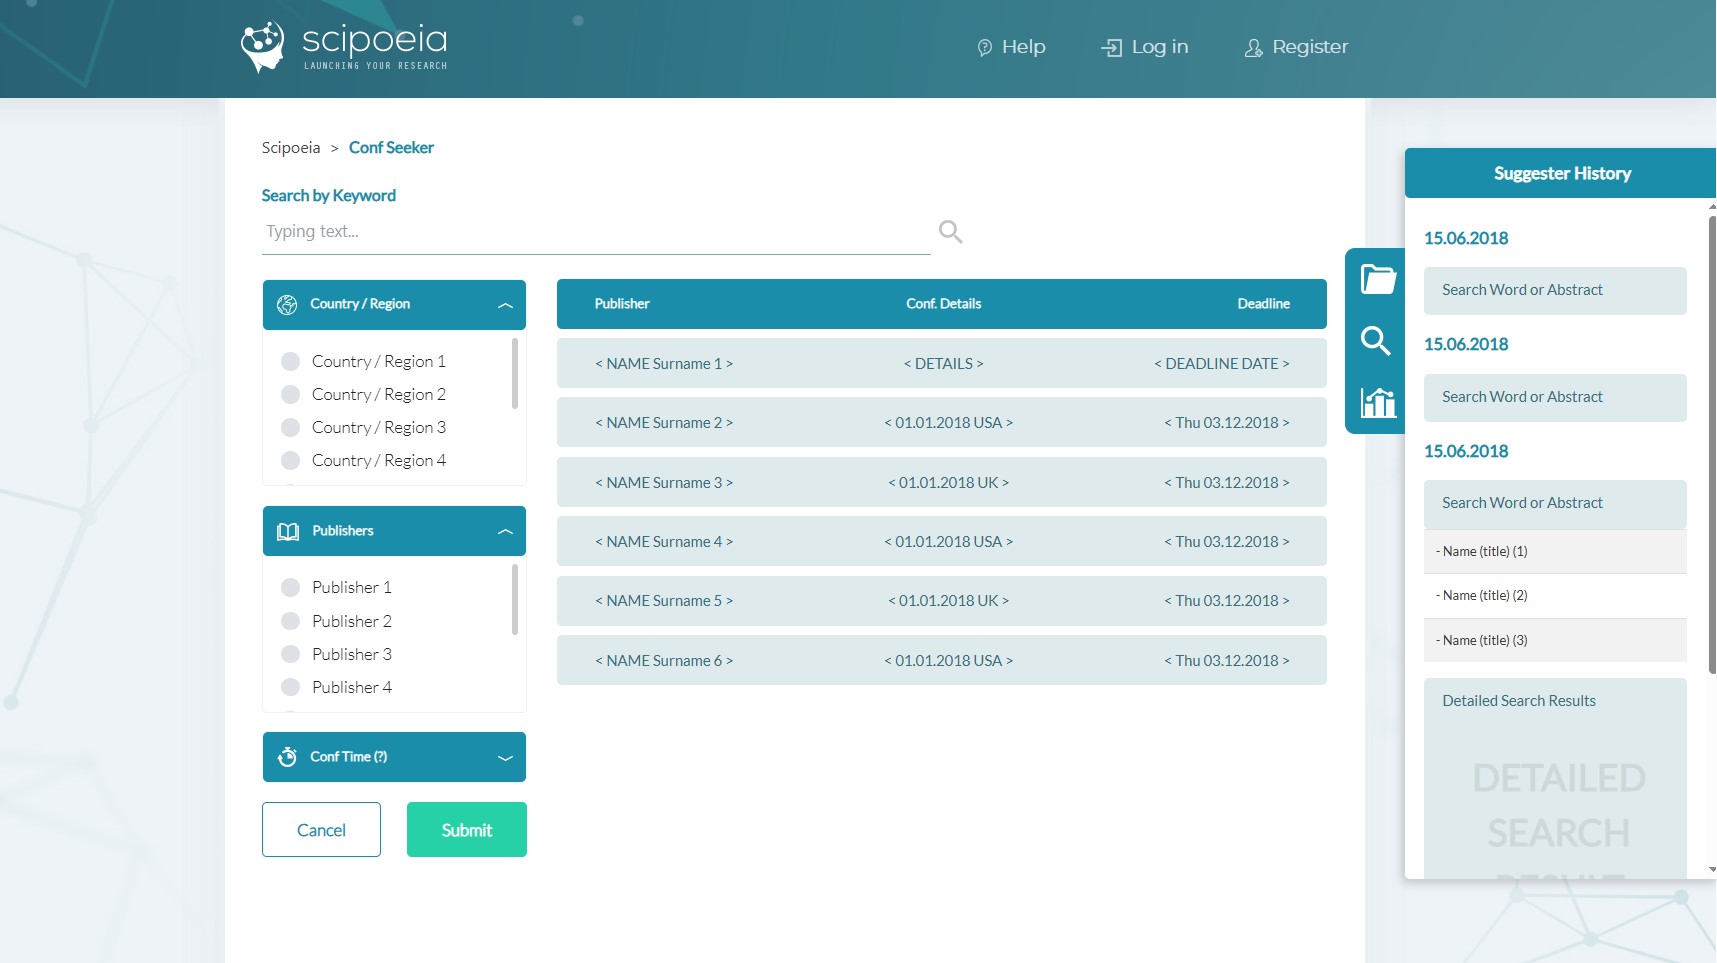 scipoeia
LAUNCHING YOUR RESEARCH
Help
Log in
Register
Scipoeia > Conf Seeker
Search by Keyword
Typing text...
Country / Region
Country / Region 1
Country / Region 2
Country / Region 3
Country / Region 4
Publishers
Publisher 1
Publisher 2
Publisher 3
Publisher 4
Conf Time (?)
Cancel
Submit
Publisher Conf. Details Deadline
< NAME Surname 1 > < DETAILS > < DEADLINE DATE >
< NAME Surname 2 > < 01.01.2018 USA > < Thu 03.12.2018 >
< NAME Surname 3 > < 01.01.2018 UK > < Thu 03.12.2018 >
< NAME Surname 4 > < 01.01.2018 USA > < Thu 03.12.2018 >
< NAME Surname 5 > < 01.01.2018 UK > < Thu 03.12.2018 >
< NAME Surname 6 > < 01.01.2018 USA > < Thu 03.12.2018 >
Suggester History
15.06.2018
Search Word or Abstract
15.06.2018
Search Word or Abstract
15.06.2018
Search Word or Abstract
- Name (title) (1)
- Name (title) (2)
- Name (title) (3)
Detailed Search Results
DETAILED
SEARCH
RESULT